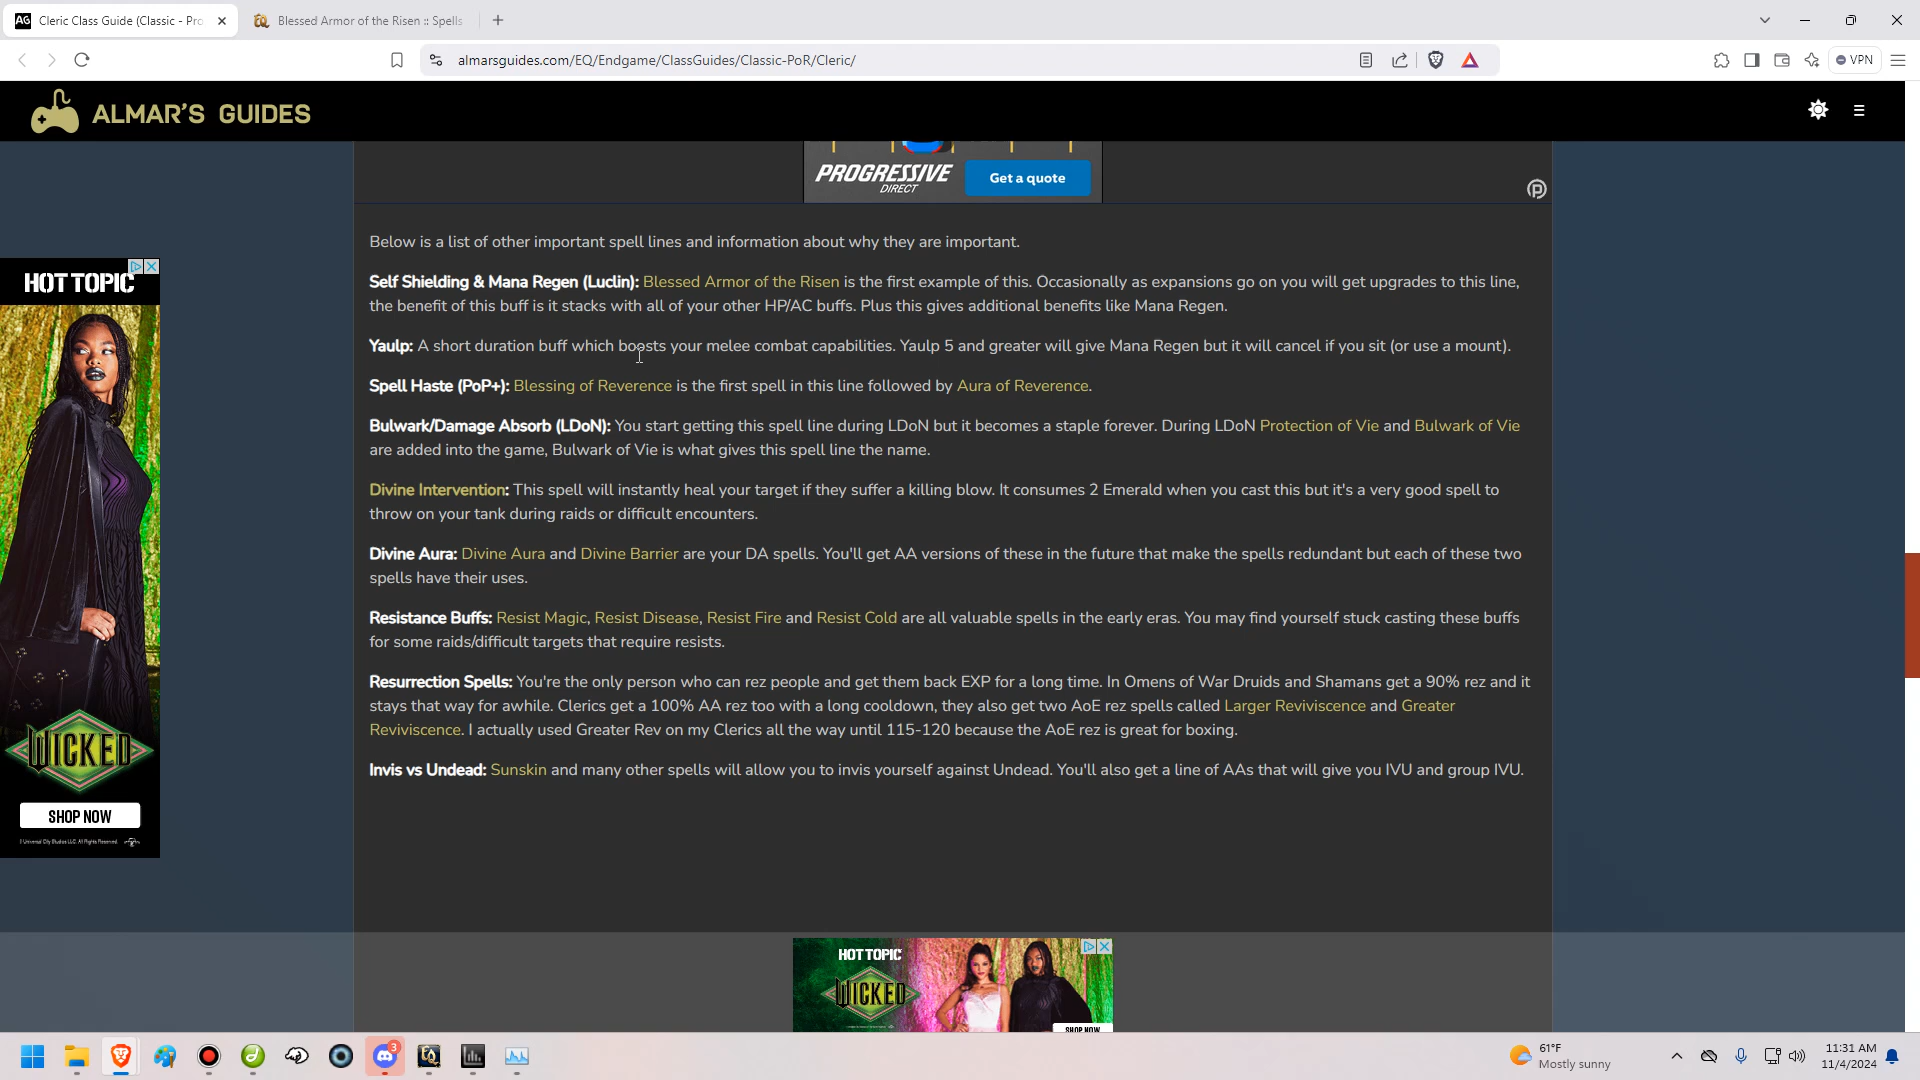 Cleric Class Guide (Classic - Pro
Blessed Armor of the Risen :: Spells
almarsguides.com/EQ/Endgame/ClassGuides/Classic-PoR/Cleric/
VPN
ALMAR'S GUIDES
PROGRESSIVE
DIRECT
Get a quote
Below is a list of other important spell lines and information about why they are important.
Self Shielding & Mana Regen (Luclin): Blessed Armor of the Risen is the first example of this. Occasionally as expansions go on you will get upgrades to this line,
the benefit of this buff is it stacks with all of your other HP/AC buffs. Plus this gives additional benefits like Mana Regen.
Yaulp: A short duration buff which boosts your melee combat capabilities. Yaulp 5 and greater will give Mana Regen but it will cancel if you sit (or use a mount).
Spell Haste (PoP+): Blessing of Reverence is the first spell in this line followed by Aura of Reverence.
Bulwark/Damage Absorb (LDoN): You start getting this spell line during LDoN but it becomes a staple forever. During LDoN Protection of Vie and Bulwark of Vie
are added into the game, Bulwark of Vie is what gives this spell line the name.
Divine Intervention: This spell will instantly heal your target if they suffer a killing blow. It consumes 2 Emerald when you cast this but it's a very good spell to
throw on your tank during raids or difficult encounters.
Divine Aura: Divine Aura and Divine Barrier are your DA spells. You'll get AA versions of these in the future that make the spells redundant but each of these two
spells have their uses.
Resistance Buffs: Resist Magic, Resist Disease, Resist Fire and Resist Cold are all valuable spells in the early eras. You may find yourself stuck casting these buffs
for some raids/difficult targets that require resists.
Resurrection Spells: You're the only person who can rez people and get them back EXP for a long time. In Omens of War Druids and Shamans get a 90% rez and it
stays that way for awhile. Clerics get a 100% AA rez too with a long cooldown, they also get two AoE rez spells called Larger Reviviscence and Greater
Reviviscence. I actually used Greater Rev on my Clerics all the way until 115-120 because the AoE rez is great for boxing.
Invis vs Undead: Sunskin and many other spells will allow you to invis yourself against Undead. You'll also get a line of AAs that will give you IVU and group IVU.
HOT TOPIC
WICKED
SHOP NOW
© Universal City Studios LLC. All Rights Reserved.
HOT TOPIC
WICKED
SHOP NOW
3
61°F
Mostly sunny
11:31 AM
11/4/2024